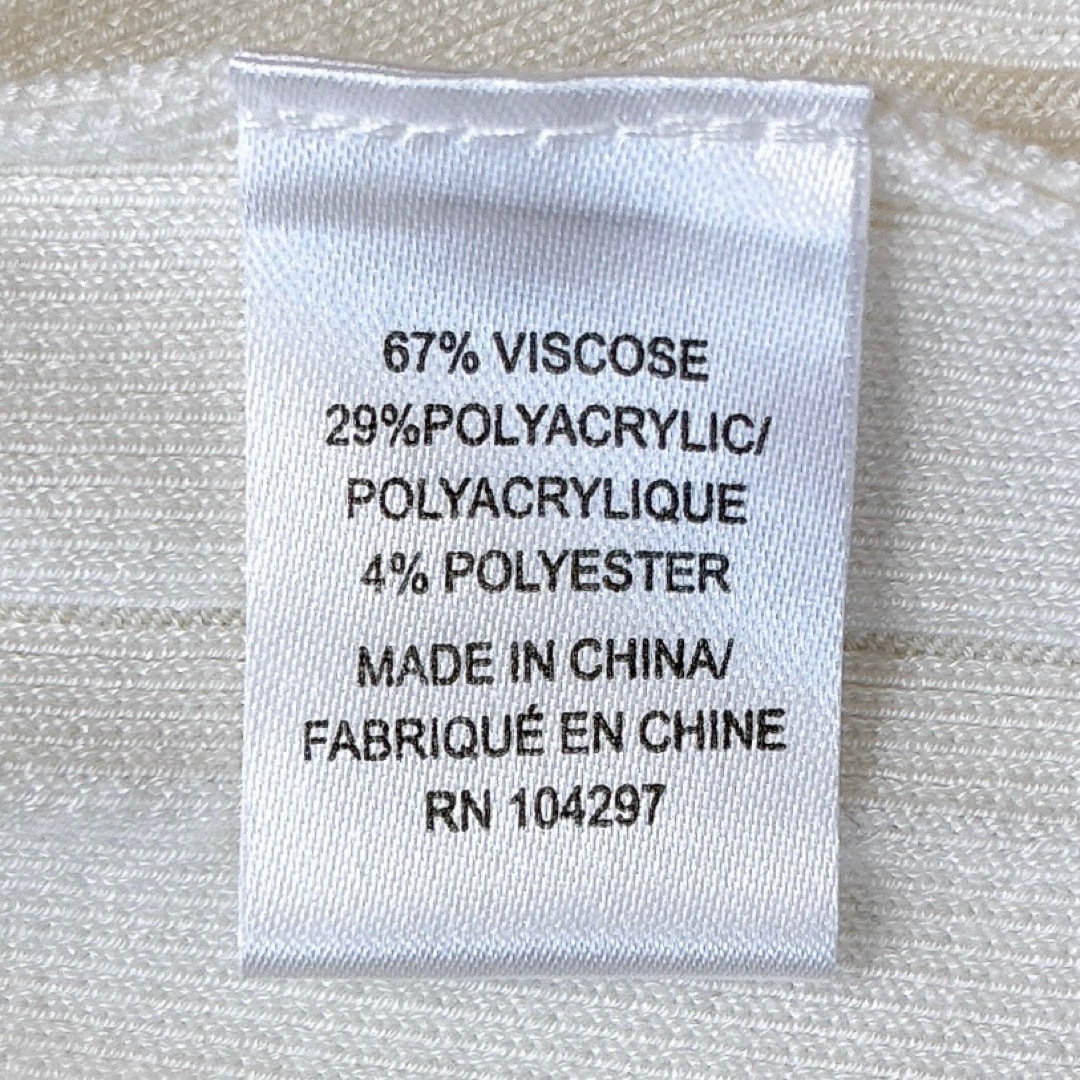 67% VISCOSE
29%POLYACRYLIC/
POLYACRYLIQUE
4% POLYESTER
MADE IN CHINA/
FABRIQUÉ EN CHINE
RN 104297